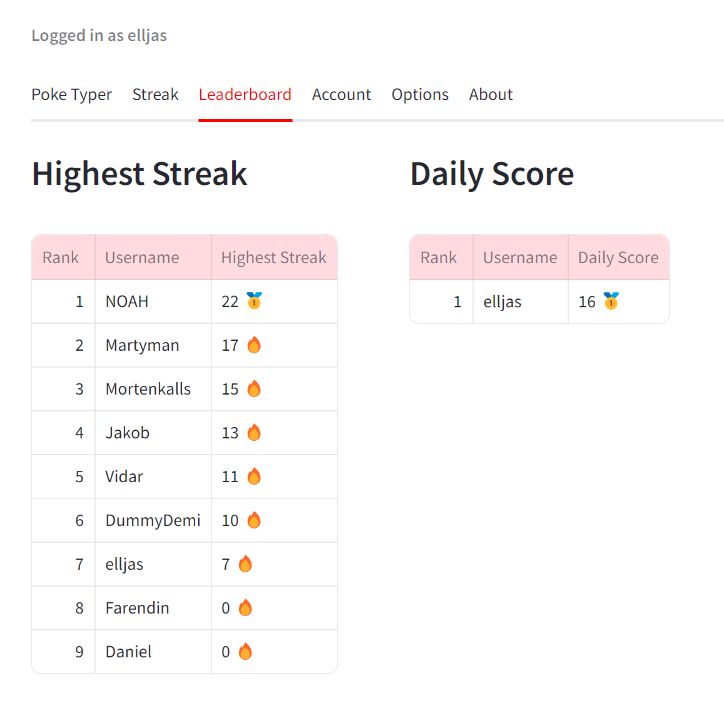 Logged in as elljas
Poke Typer Streak Leaderboard Account Options About
Highest Streak
Rank Username Highest Streak
1 NOAH 22 🏅
2 Martyman 17 🔥
3 Mortenkalls 15 🔥
4 Jakob 13 🔥
5 Vidar 11 🔥
6 DummyDemi 10 🔥
7 elljas 7 🔥
8 Farendin 0 🔥
9 Daniel 0 🔥
Daily Score
Rank Username Daily Score
1 elljas 16 🏅